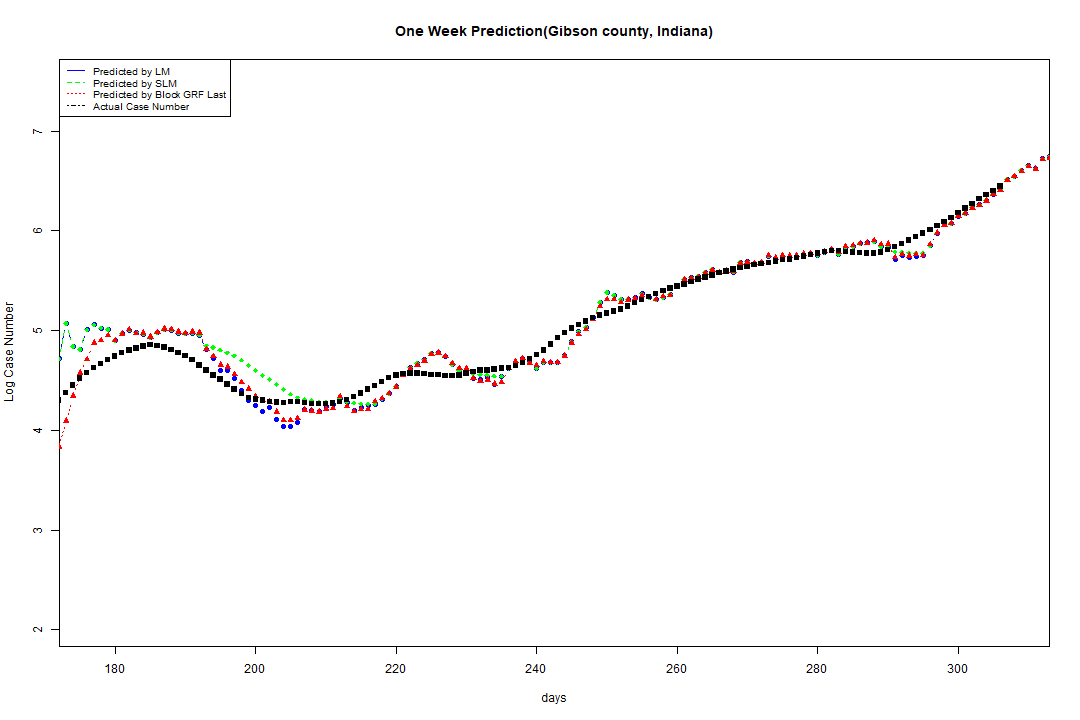 One Week Prediction(Gibson county, Indiana)
Predicted by LM
Predicted by SLM
Predicted by Block GRF Last
Actual Case Number
7
6
5
4
3
2
Log Case Number
180 200 220 240 260 280 300
days